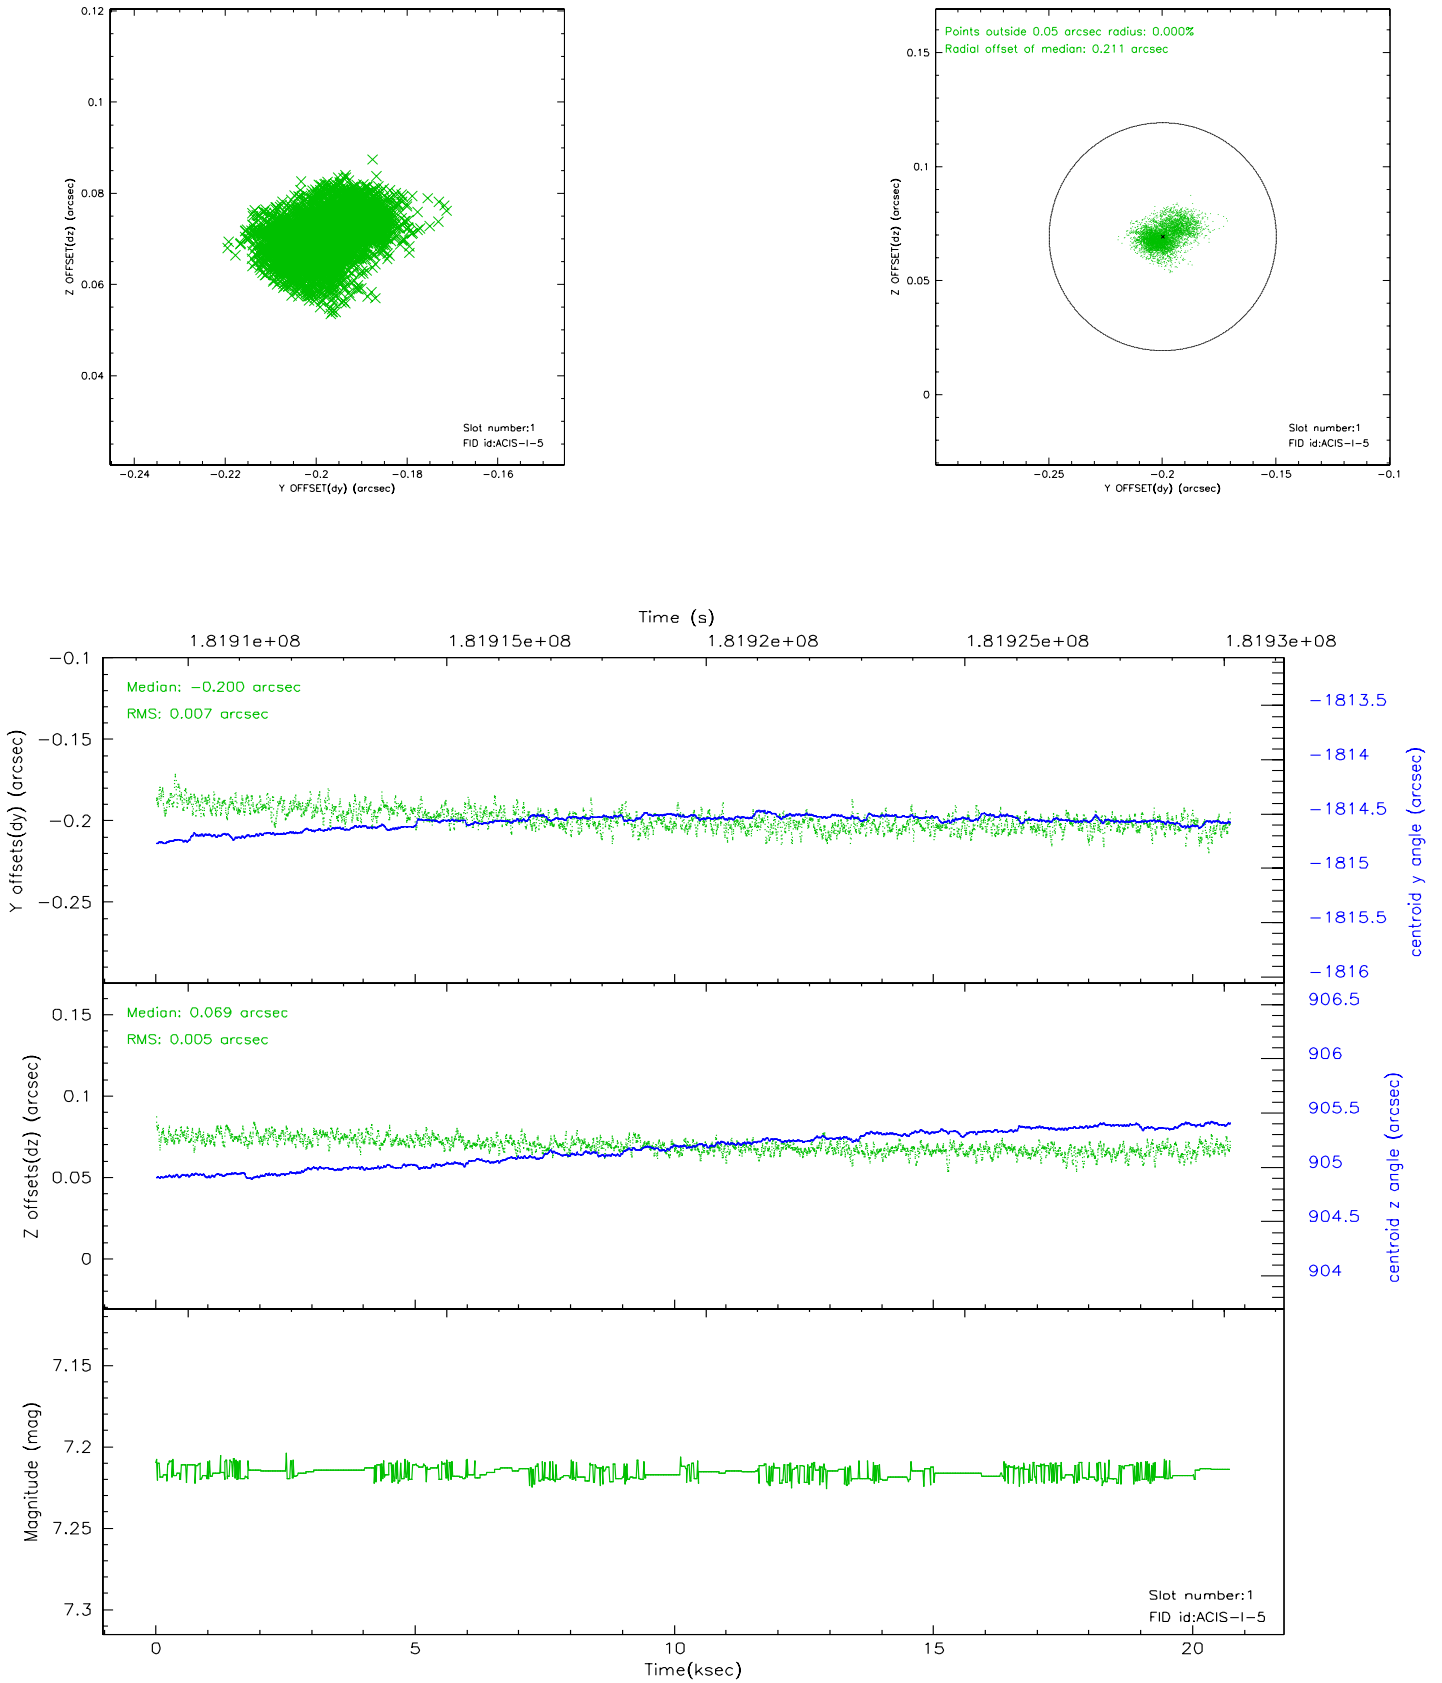 0.12
0.1
0.08
0.06
0.04
Z OFFSET(dz) (arcsec)
Slot number:1
FID id:ACIS-I-5
-0.24 -0.22 -0.2 -0.18 -0.16
Y OFFSET(dy) (arcsec)
Points outside 0.05 arcsec radius: 0.000%
Radial offset of median: 0.211 arcsec
0.15
0.1
0.05
0
Z OFFSET(dz) (arcsec)
Slot number:1
FID id:ACIS-I-5
-0.25 -0.2 -0.15 -0.1
Y OFFSET(dy) (arcsec)
Time (s)
1.8191e+08 1.81915e+08 1.8192e+08 1.81925e+08 1.8193e+08
Median: -0.200 arcsec
RMS: 0.007 arcsec
-0.1
-0.15
-0.2
-0.25
Y offsets(dy) (arcsec)
-1813.5
-1814
-1814.5
-1815
-1815.5
-1816
centroid y angle (arcsec)
Median: 0.069 arcsec
RMS: 0.005 arcsec
0.15
0.1
0.05
0
Z offsets(dz) (arcsec)
906.5
906
905.5
905
904.5
904
centroid z angle (arcsec)
7.15
7.2
7.25
7.3
Magnitude (mag)
Slot number:1
FID id:ACIS-I-5
0 5 10 15 20
Time(ksec)